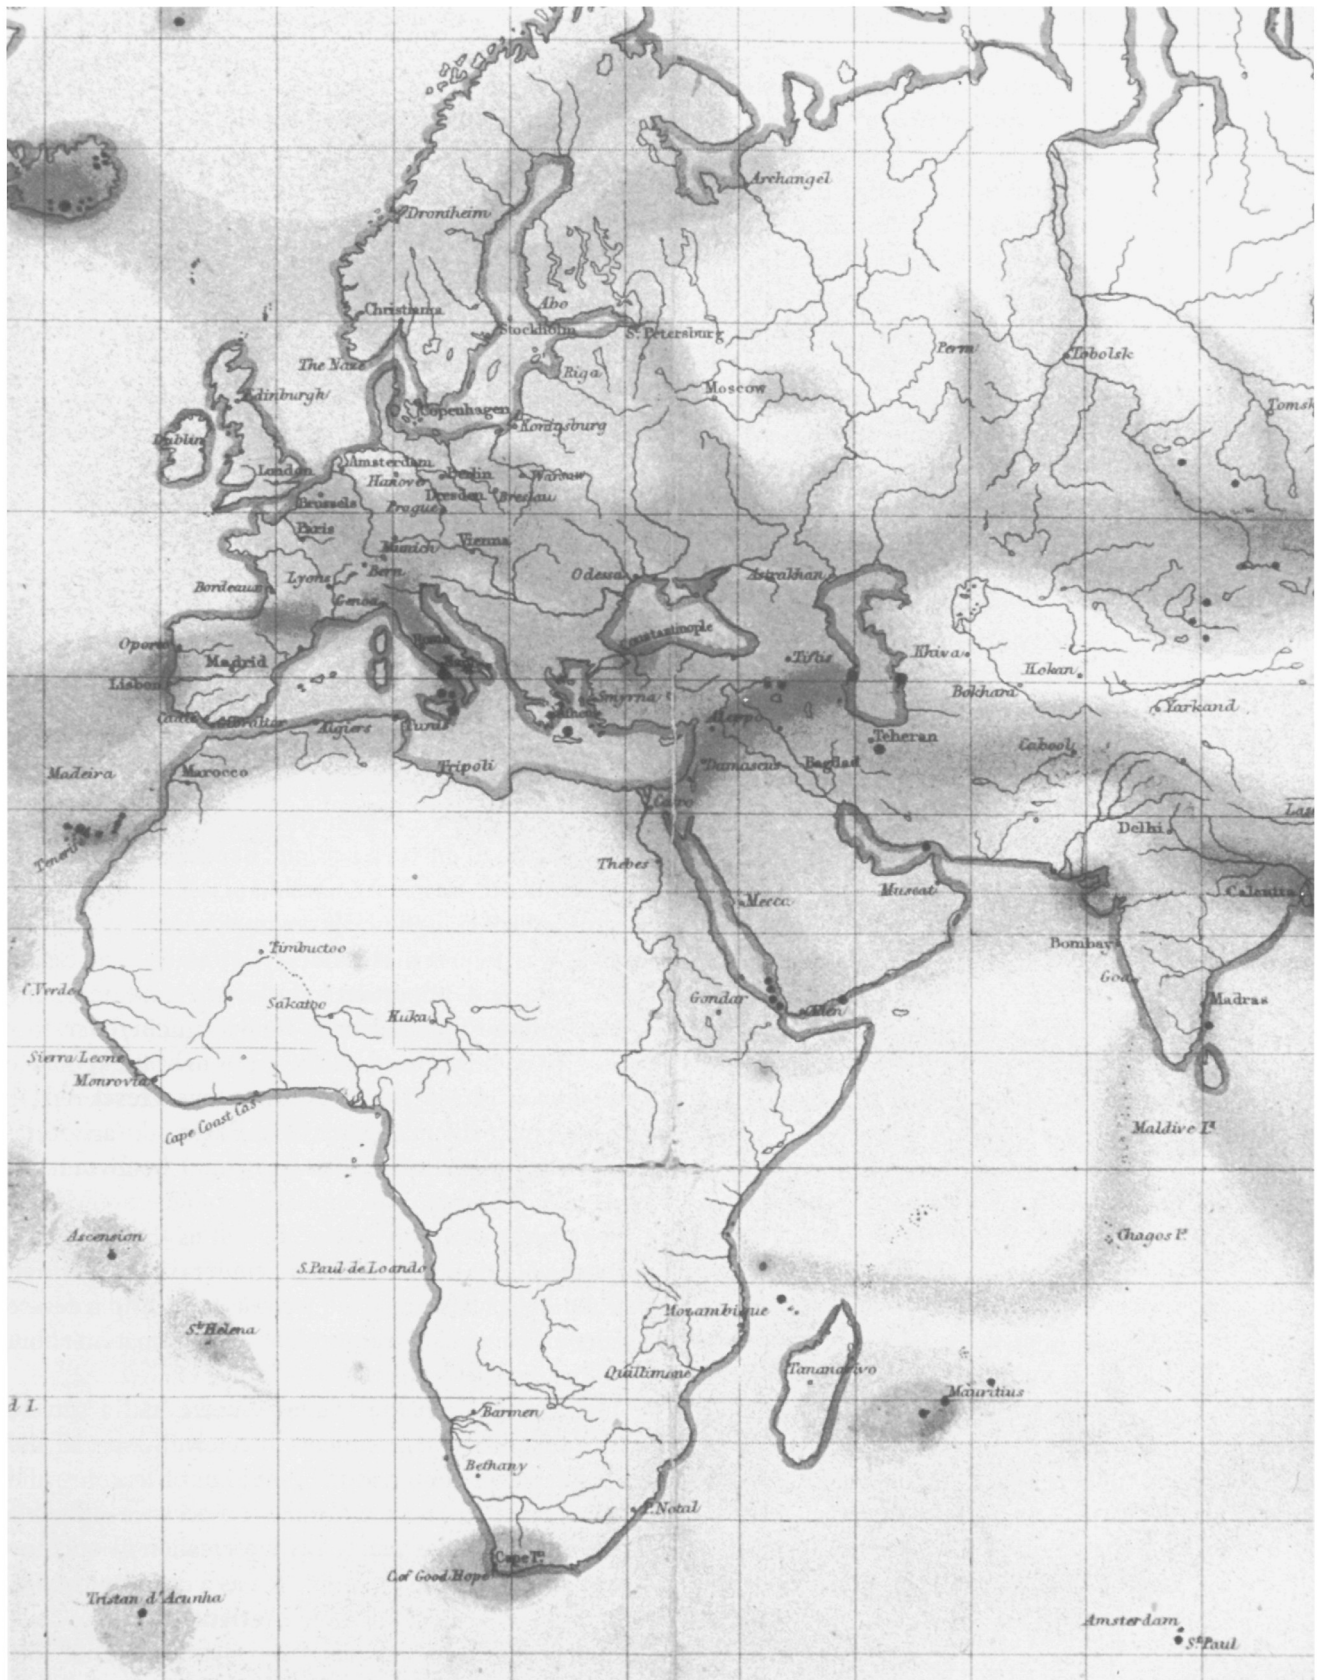 Archangel
Drontheim
Christiania
Abo
Stockholm
St. Petersburg
The Naze
Riga
Perm
Tobolsk
Moscow
Edinburgh
Tomsk
Copenhagen
Konigsburg
Dublin
London
Amsterdam
Hanover
Berlin
Warsaw
Dresden
Breslau
Brussels
Prague
Paris
Munich
Vienna
Bern
Lyons
Odessa
Astrakhan
Bordeaux
Genoa
Constantinople
Oporto
Rome
Madrid
Tiflis
Khiva
Kokan
Lisbon
Smyrna
Bokhara
Yarkand
Cadiz
Gibraltar
Algiers
Tunis
Aleppo
Teheran
Cabool
Madeira
Marocco
Tripoli
Damascus
Bagdad
Cairo
Las
Delhi
Teneriffe
Thebes
Muscat
Calcutta
Mecca
Timbuctoo
Bombay
C. Verde
Sakatoo
Kuka
Gondar
Aden
Goa
Madras
Sierra Leone
Monrovia
Cape Coast Cas.
Maldive Is.
Ascension
Chagos Is.
S. Paul de Loando
St. Helena
Mozambique
Quillimone
Tananarivo
Mauritius
d I.
Barmen
Bethany
P. Natal
Cape Tn.
C. of Good Hope
Tristan d'Acunha
Amsterdam
St. Paul